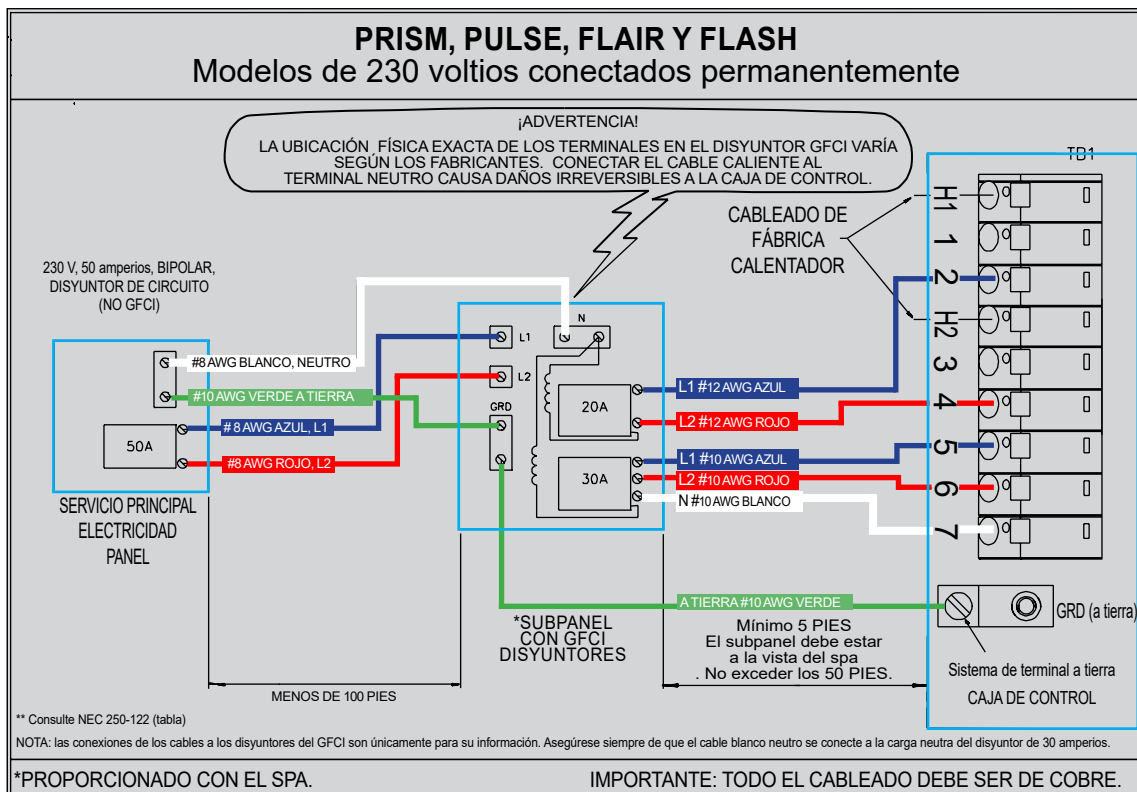 PRISM, PULSE, FLAIR Y FLASH
Modelos de 230 voltios conectados permanentemente
¡ADVERTENCIA!
LA UBICACIÓN FÍSICA EXACTA DE LOS TERMINALES EN EL DISYUNTOR GFCI VARÍA
SEGÚN LOS FABRICANTES. CONECTAR EL CABLE CALIENTE AL
TERMINAL NEUTRO CAUSA DAÑOS IRREVERSIBLES A LA CAJA DE CONTROL.
230 V, 50 amperios, BIPOLAR,
DISYUNTOR DE CIRCUITO
(NO GFCI)
#8 AWG BLANCO, NEUTRO
#10 AWG VERDE A TIERRA
# 8 AWG AZUL, L1
#8 AWG ROJO, L2
50A
SERVICIO PRINCIPAL
ELECTRICIDAD
PANEL
L1
L2
N
GRD
20A
30A
*SUBPANEL
CON GFCI
DISYUNTORES
L1 #12 AWG AZUL
L2 #12 AWG ROJO
L1 #10 AWG AZUL
L2 #10 AWG ROJO
N #10 AWG BLANCO
A TIERRA #10 AWG VERDE
CABLEADO DE
FÁBRICA
CALENTADOR
TB1
H1
1
2
H2
3
4
5
6
7
GRD (a tierra)
Sistema de terminal a tierra
CAJA DE CONTROL
MENOS DE 100 PIES
Mínimo 5 PIES
El subpanel debe estar
a la vista del spa
. No exceder los 50 PIES.
** Consulte NEC 250-122 (tabla)
NOTA: las conexiones de los cables a los disyuntores del GFCI son únicamente para su información. Asegúrese siempre de que el cable blanco neutro se conecte a la carga neutra del disyuntor de 30 amperios.
*PROPORCIONADO CON EL SPA.
IMPORTANTE: TODO EL CABLEADO DEBE SER DE COBRE.